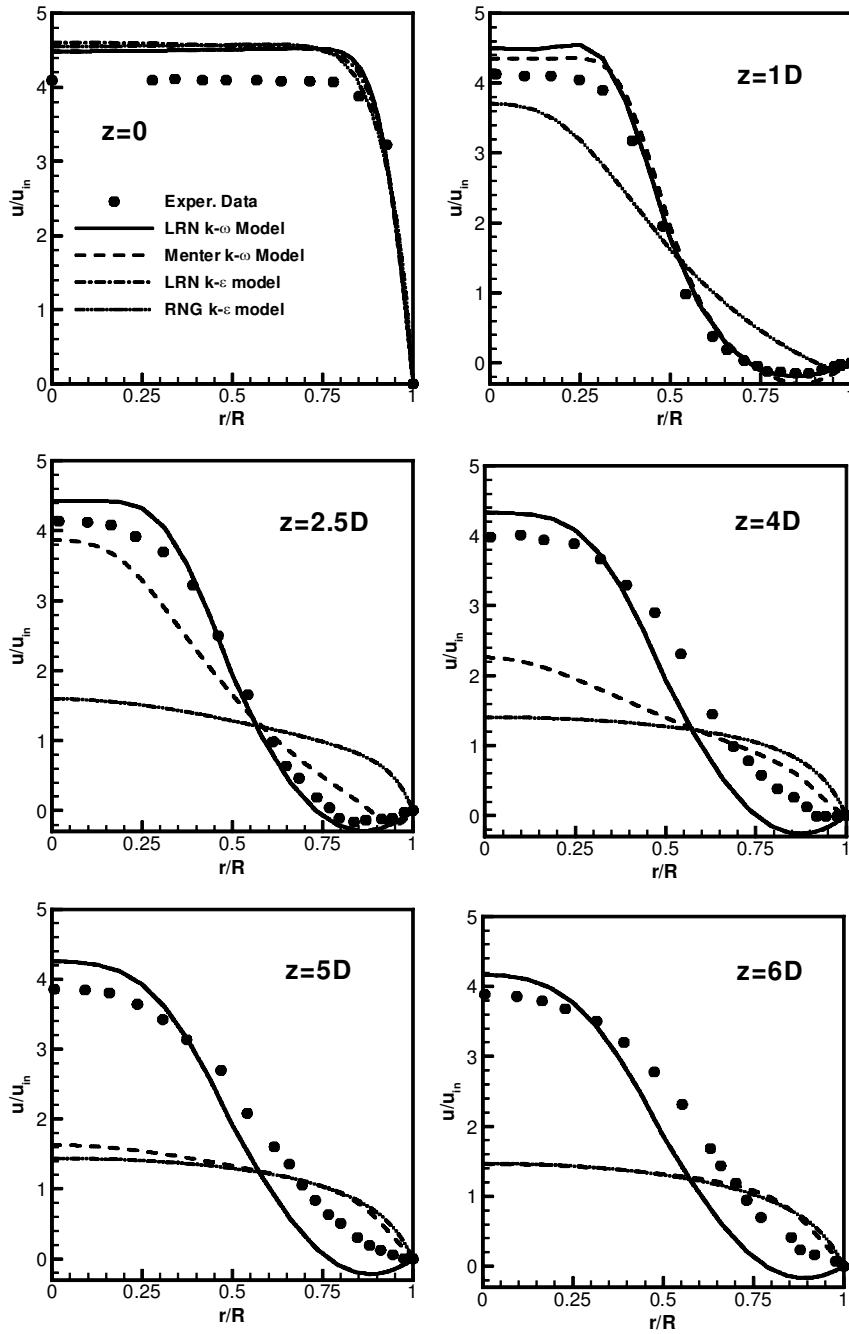 5
4
3
2
1
0
u/u_in
z=0
Exper. Data
LRN k-ω Model
Menter k-ω Model
LRN k-ε model
RNG k-ε model
0 0.25 0.5 0.75 1
r/R
5
4
3
2
1
0
u/u_in
z=1D
0 0.25 0.5 0.75 1
r/R
5
4
3
2
1
0
u/u_in
z=2.5D
0 0.25 0.5 0.75 1
r/R
5
4
3
2
1
0
u/u_in
z=4D
0 0.25 0.5 0.75 1
r/R
5
4
3
2
1
0
u/u_in
z=5D
0 0.25 0.5 0.75 1
r/R
5
4
3
2
1
0
u/u_in
z=6D
0 0.25 0.5 0.75 1
r/R